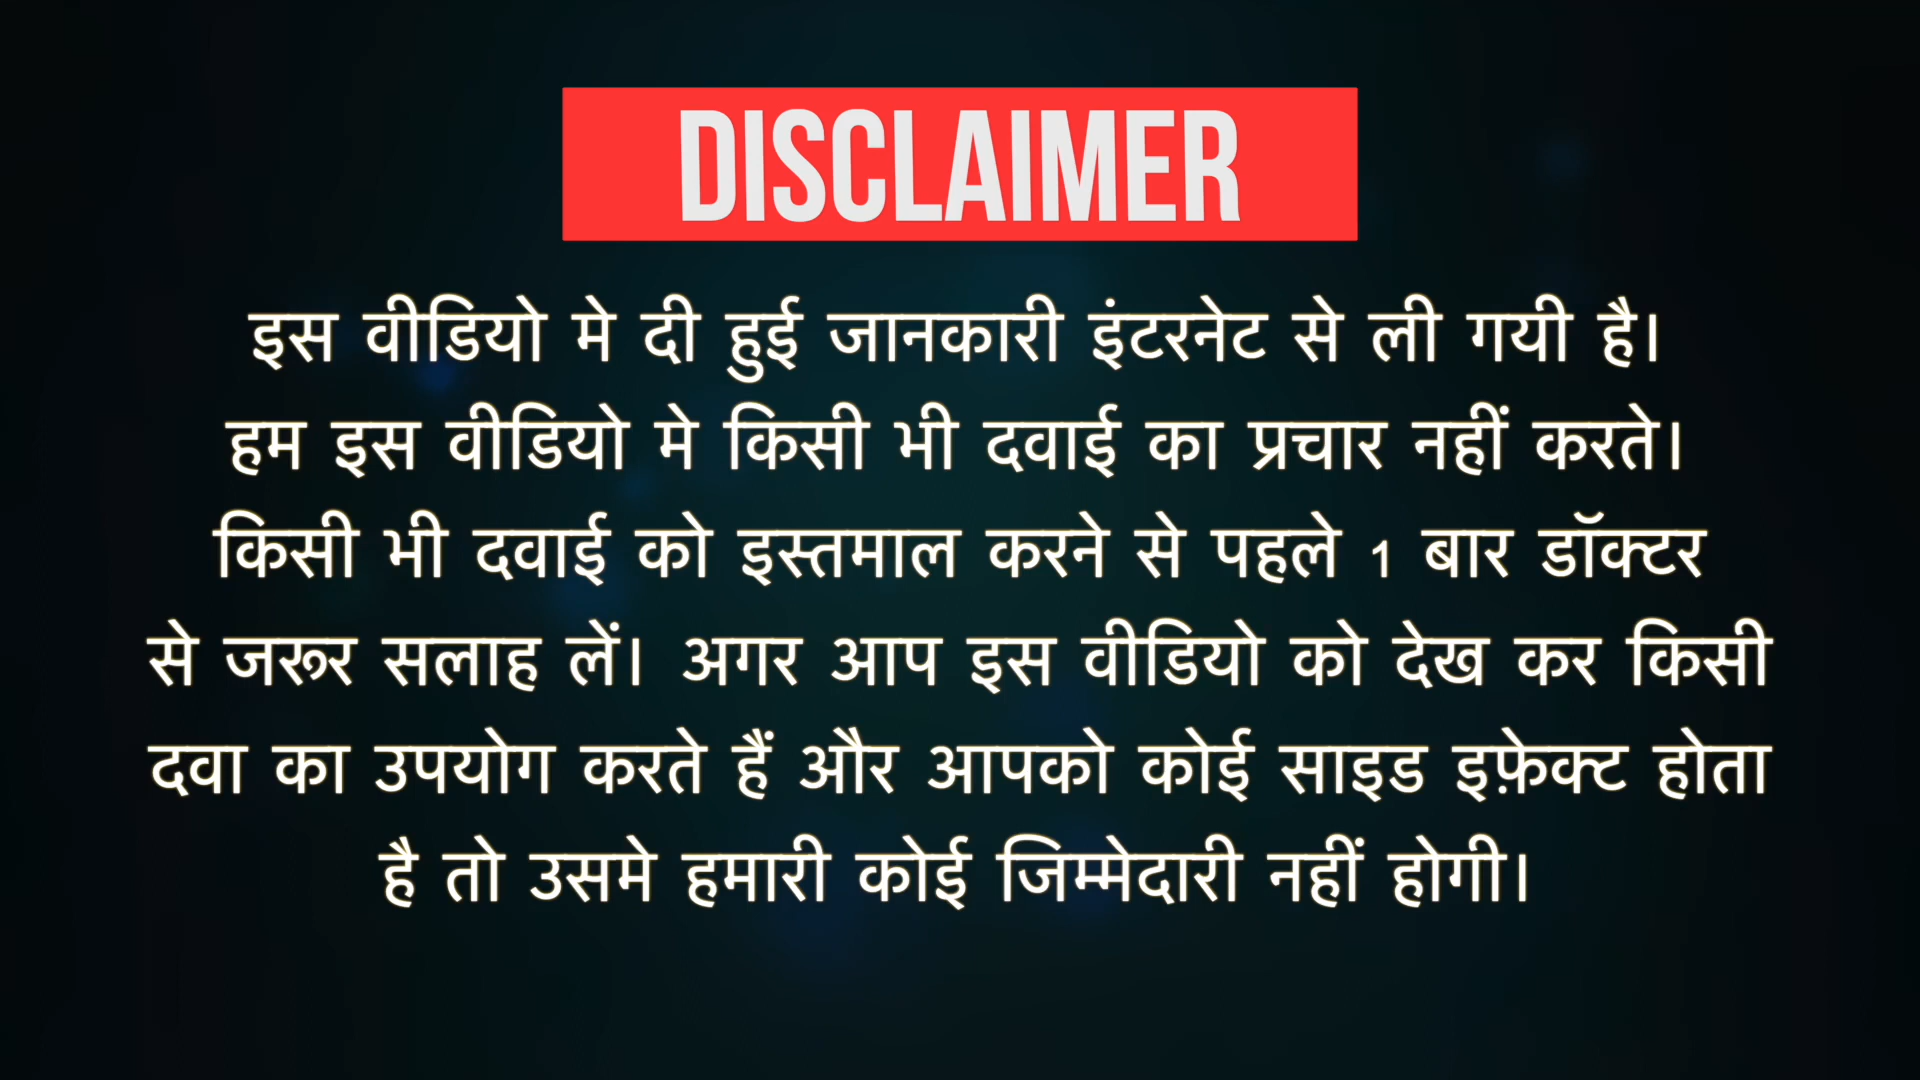 DISCLAIMER
इस वीडियो मे दी हुई जानकारी इंटरनेट से ली गयी है।
हम इस वीडियो मे किसी भी दवाई का प्रचार नहीं करते।
किसी भी दवाई को इस्तमाल करने से पहले 1 बार डॉक्टर
से जरूर सलाह लें। अगर आप इस वीडियो को देख कर किसी
दवा का उपयोग करते हैं और आपको कोई साइड इफ़ेक्ट होता
है तो उसमे हमारी कोई जिम्मेदारी नहीं होगी।